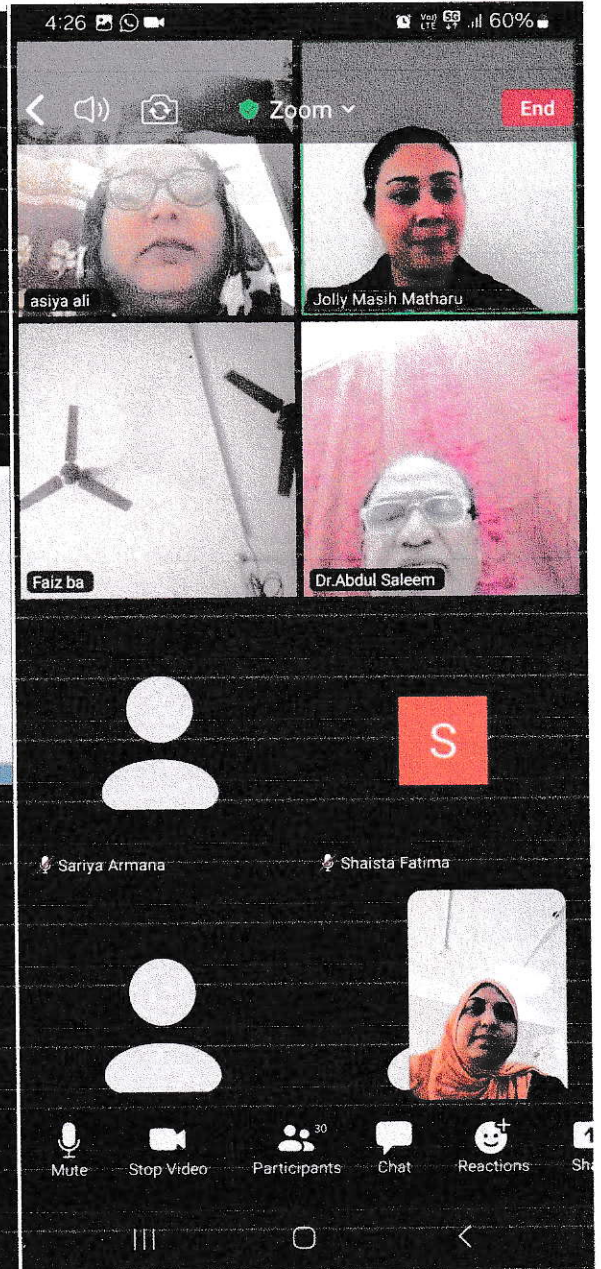 4:26 60%
Zoom End
asiya ali Jolly Masih Matharu
Faiz ba Dr.Abdul Saleem
S
Sariya Armana Shaista Fatima
30
Mute Stop Video Participants Chat Reactions Sha